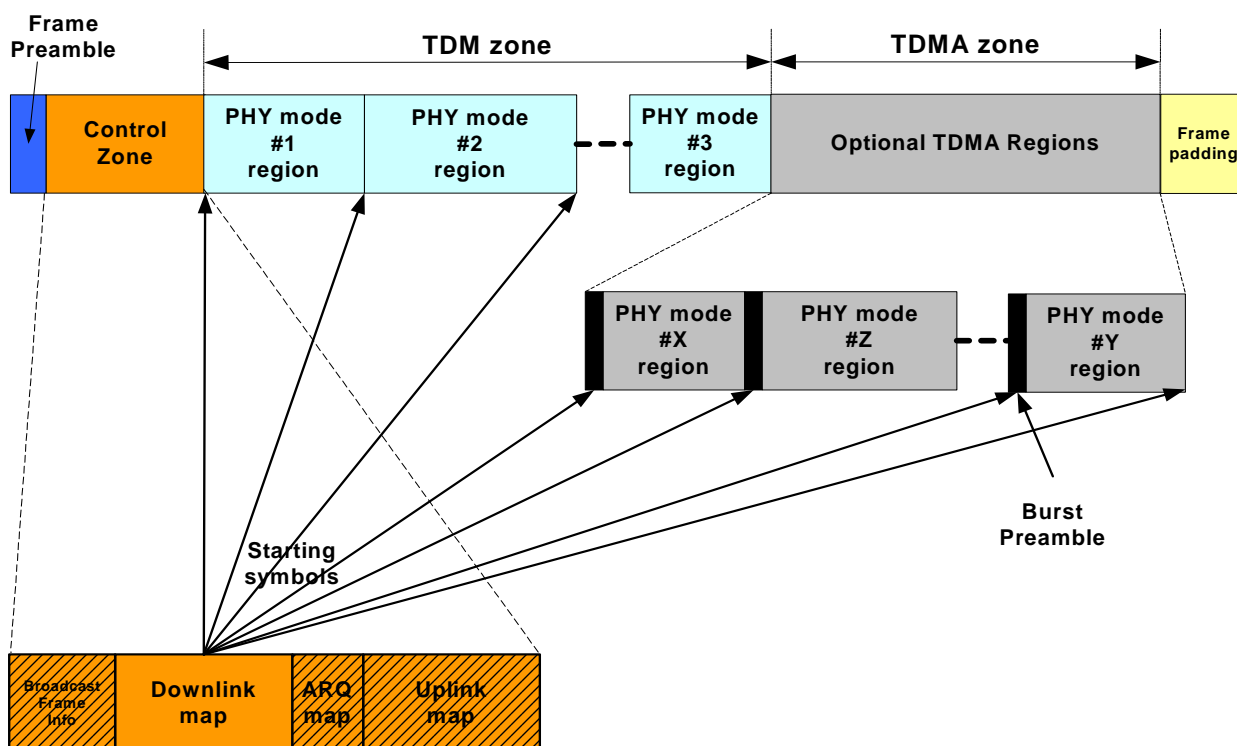 Frame
Preamble
TDM zone
TDMA zone
Control
Zone
PHY mode
#1
region
PHY mode
#2
region
PHY mode
#3
region
Optional TDMA Regions
Frame
padding
PHY mode
#X
region
PHY mode
#Z
region
PHY mode
#Y
region
Burst
Preamble
Starting
symbols
Broadcast
Frame
Info
Downlink
map
ARQ
map
Uplink
map